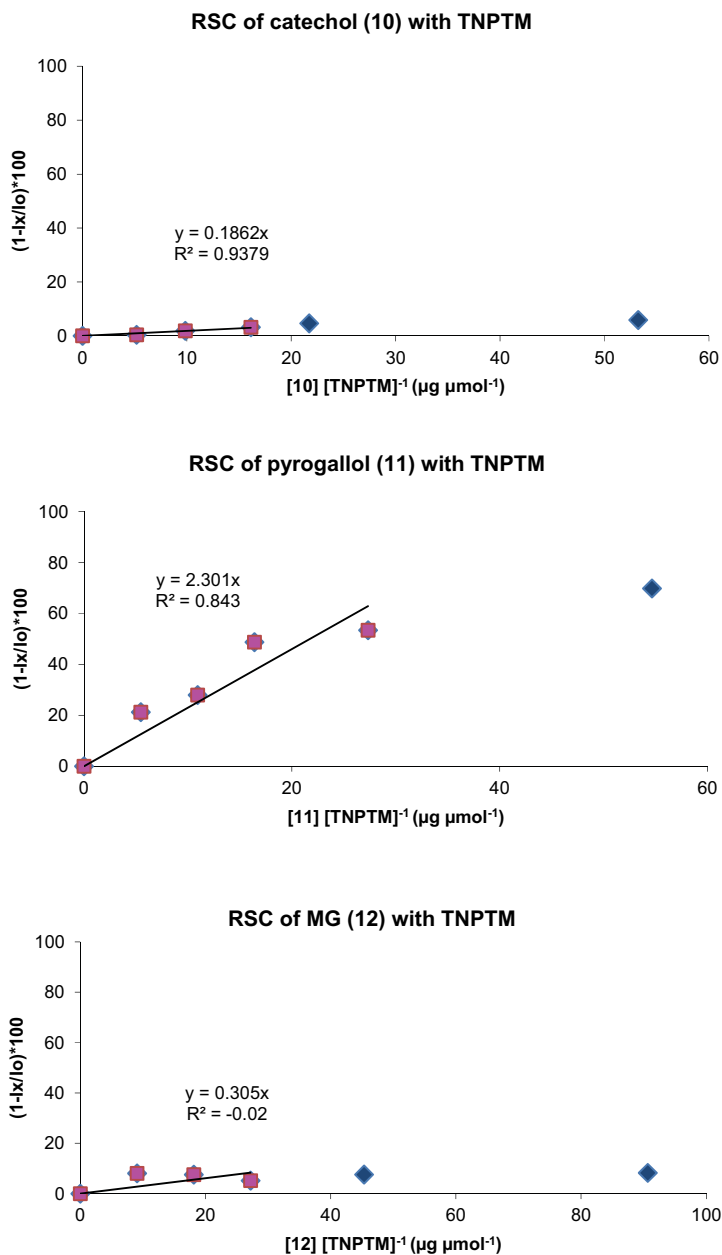 RSC of catechol (10) with TNPTM
100
80
60
40
20
0
(1-Ix/Io)*100
y = 0.1862x
R² = 0.9379
0 10 20 30 40 50 60
[10] [TNPTM]⁻¹ (µg µmol⁻¹)
RSC of pyrogallol (11) with TNPTM
100
80
60
40
20
0
(1-Ix/Io)*100
y = 2.301x
R² = 0.843
0 20 40 60
[11] [TNPTM]⁻¹ (µg µmol⁻¹)
RSC of MG (12) with TNPTM
100
80
60
40
20
0
(1-Ix/Io)*100
y = 0.305x
R² = -0.02
0 20 40 60 80 100
[12] [TNPTM]⁻¹ (µg µmol⁻¹)